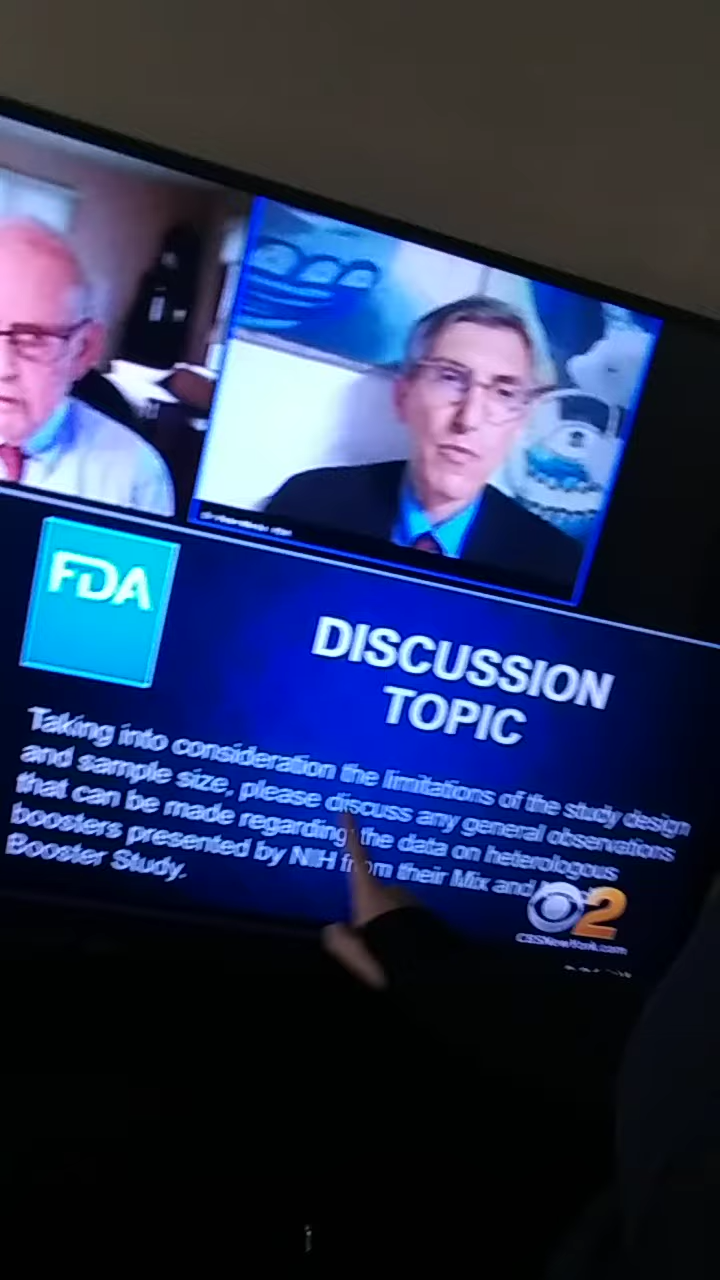 FDA
DISCUSSION
TOPIC
Taking into consideration the limitations of the study design
and sample size, please discuss any general observations
that can be made regarding the data on heterologous
boosters presented by NIH from their Mix and
Booster Study.
2
CBSNewYork.com